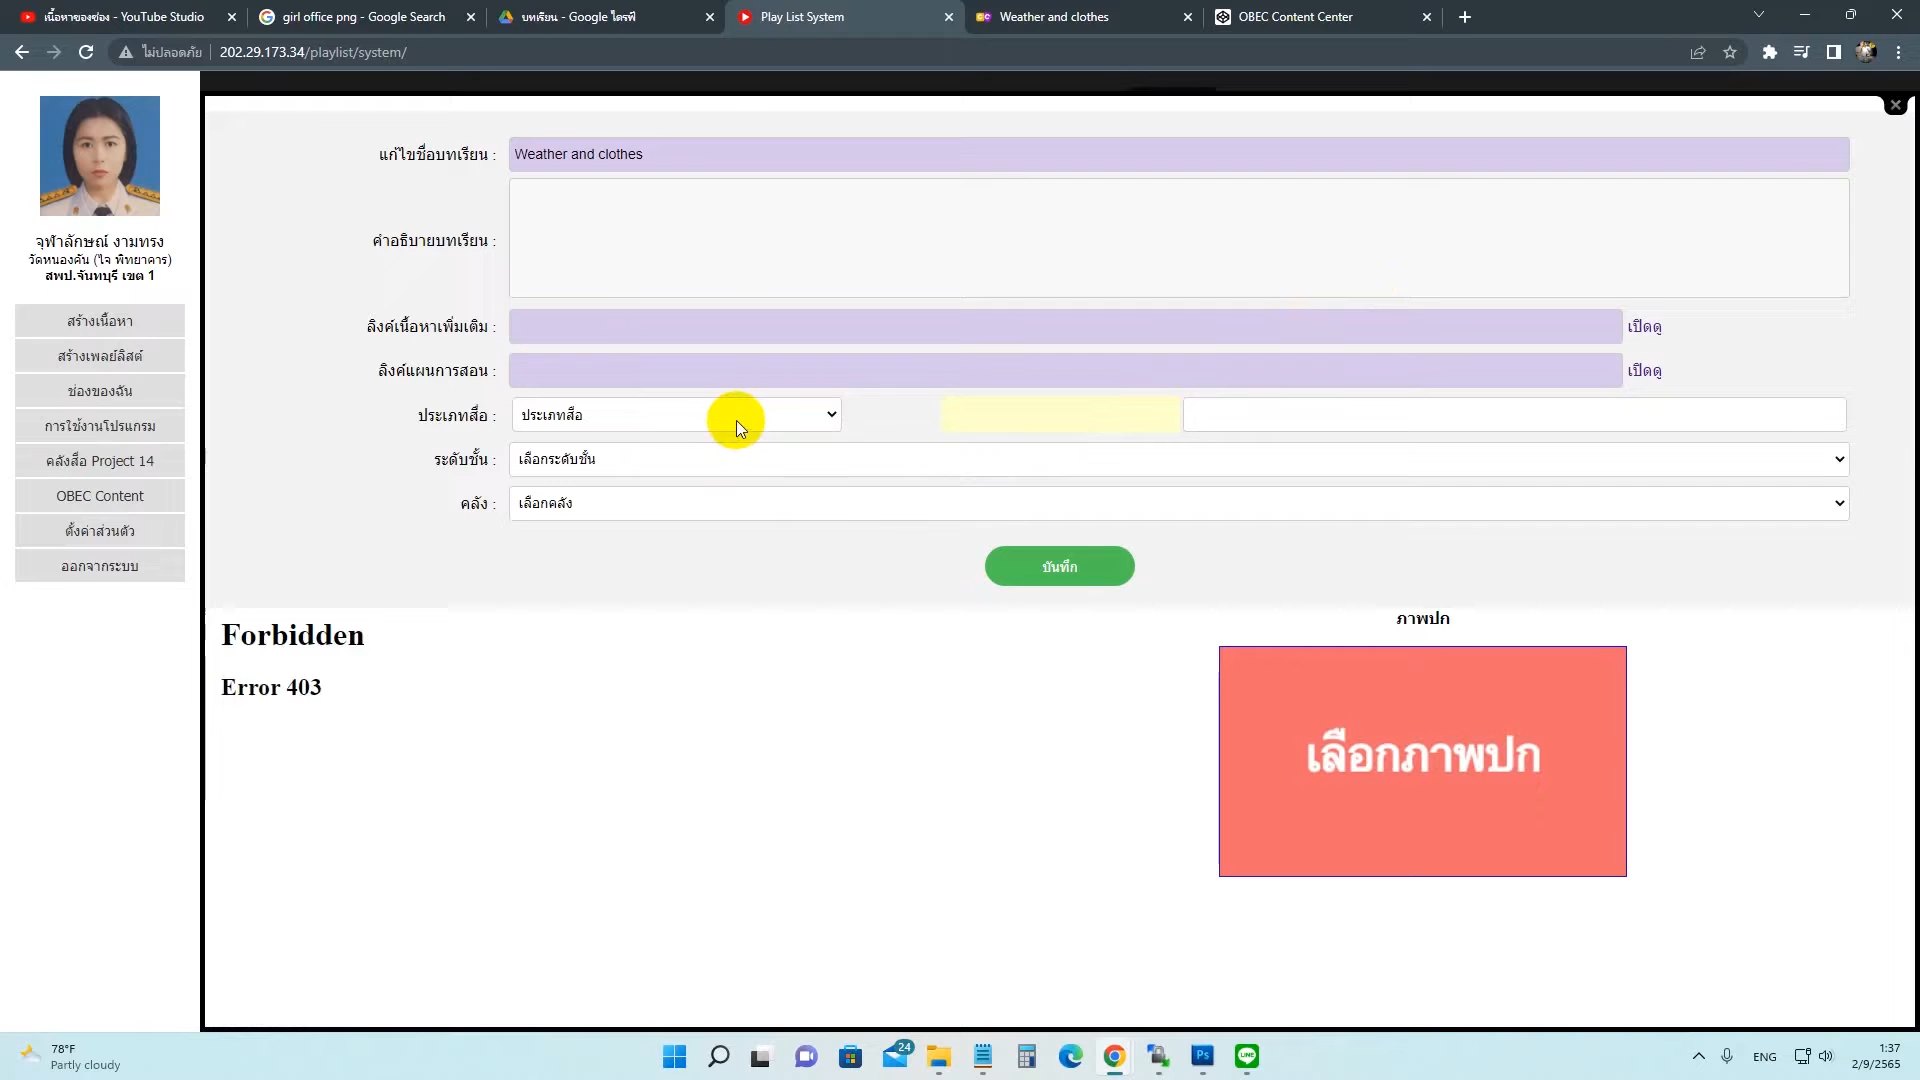 เนื้อหาของช่อง - YouTube Studio
girl office png - Google Search
บทเรียน - Google ไดรฟ์
Play List System
Weather and clothes
OBEC Content Center
ไม่ปลอดภัย
202.29.173.34/playlist/system/
จุฬาลักษณ์ งามทรง
วัดหนองคัน (ไจ พิทยาคาร)
สพป.จันทบุรี เขต 1
สร้างเนื้อหา
สร้างเพลย์ลิสต์
ช่องของฉัน
การใช้งานโปรแกรม
คลังสื่อ Project 14
OBEC Content
ตั้งค่าส่วนตัว
ออกจากระบบ
แก้ไขชื่อบทเรียน :
Weather and clothes
คำอธิบายบทเรียน :
ลิงค์เนื้อหาเพิ่มเติม :
เปิดดู
ลิงค์แผนการสอน :
เปิดดู
ประเภทสื่อ :
ประเภทสื่อ
ระดับชั้น :
เลือกระดับชั้น
คลัง :
เลือกคลัง
บันทึก
Forbidden
Error 403
ภาพปก
เลือกภาพปก
78°F
Partly cloudy
24
Ps
LINE
ENG
1:37
2/9/2565